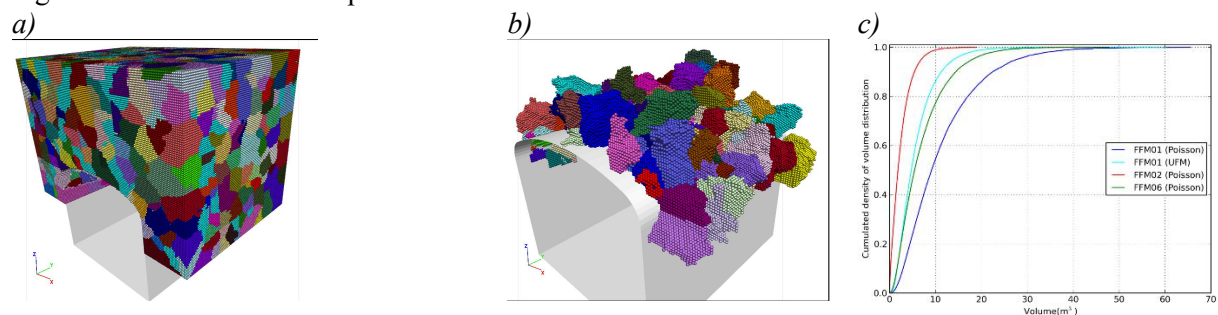 a)
b)
c)
z
y
x
z
y
x
Cumulated density of volume distribution
1.0
0.8
0.6
0.4
0.2
0.0
FFM01 (Poisson)
FFM01 (UFM)
FFM02 (Poisson)
FFM06 (Poisson)
0 10 20 30 40 50 60 70
Volume(m³)